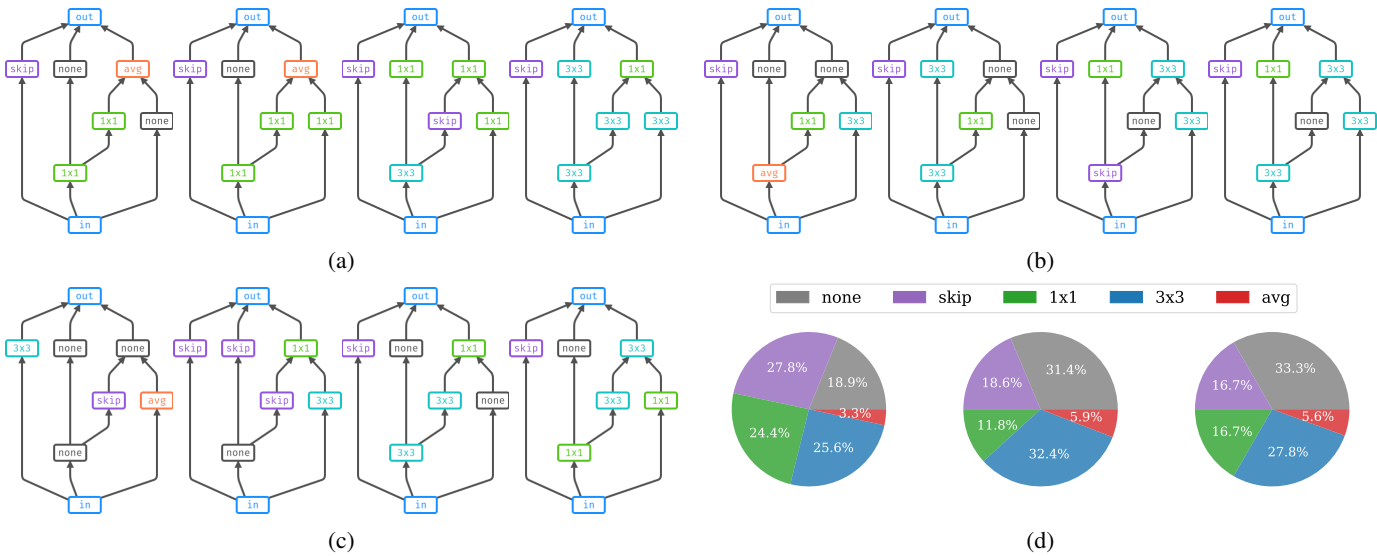 out out out out out out out out
skip none avg skip none avg skip 1x1 1x1 skip 3x3 1x1 skip none none skip 3x3 none skip 1x1 3x3 skip 1x1 3x3
1x1 none 1x1 1x1 skip 1x1 3x3 3x3 1x1 3x3 1x1 none none 3x3 none 3x3
1x1 1x1 3x3 3x3 avg 3x3 skip 3x3
in in in in in in in in
(a) (b)
out out out out
none skip 1x1 3x3 avg
3x3 none none skip skip 1x1 skip none 1x1 skip none 3x3
27.8% 18.9% 3.3% 25.6% 24.4%
18.6% 31.4% 5.9% 32.4% 11.8%
16.7% 33.3% 5.6% 27.8% 16.7%
skip avg skip 3x3 3x3 none 3x3 1x1
none none 3x3 1x1
in in in in
(c) (d)